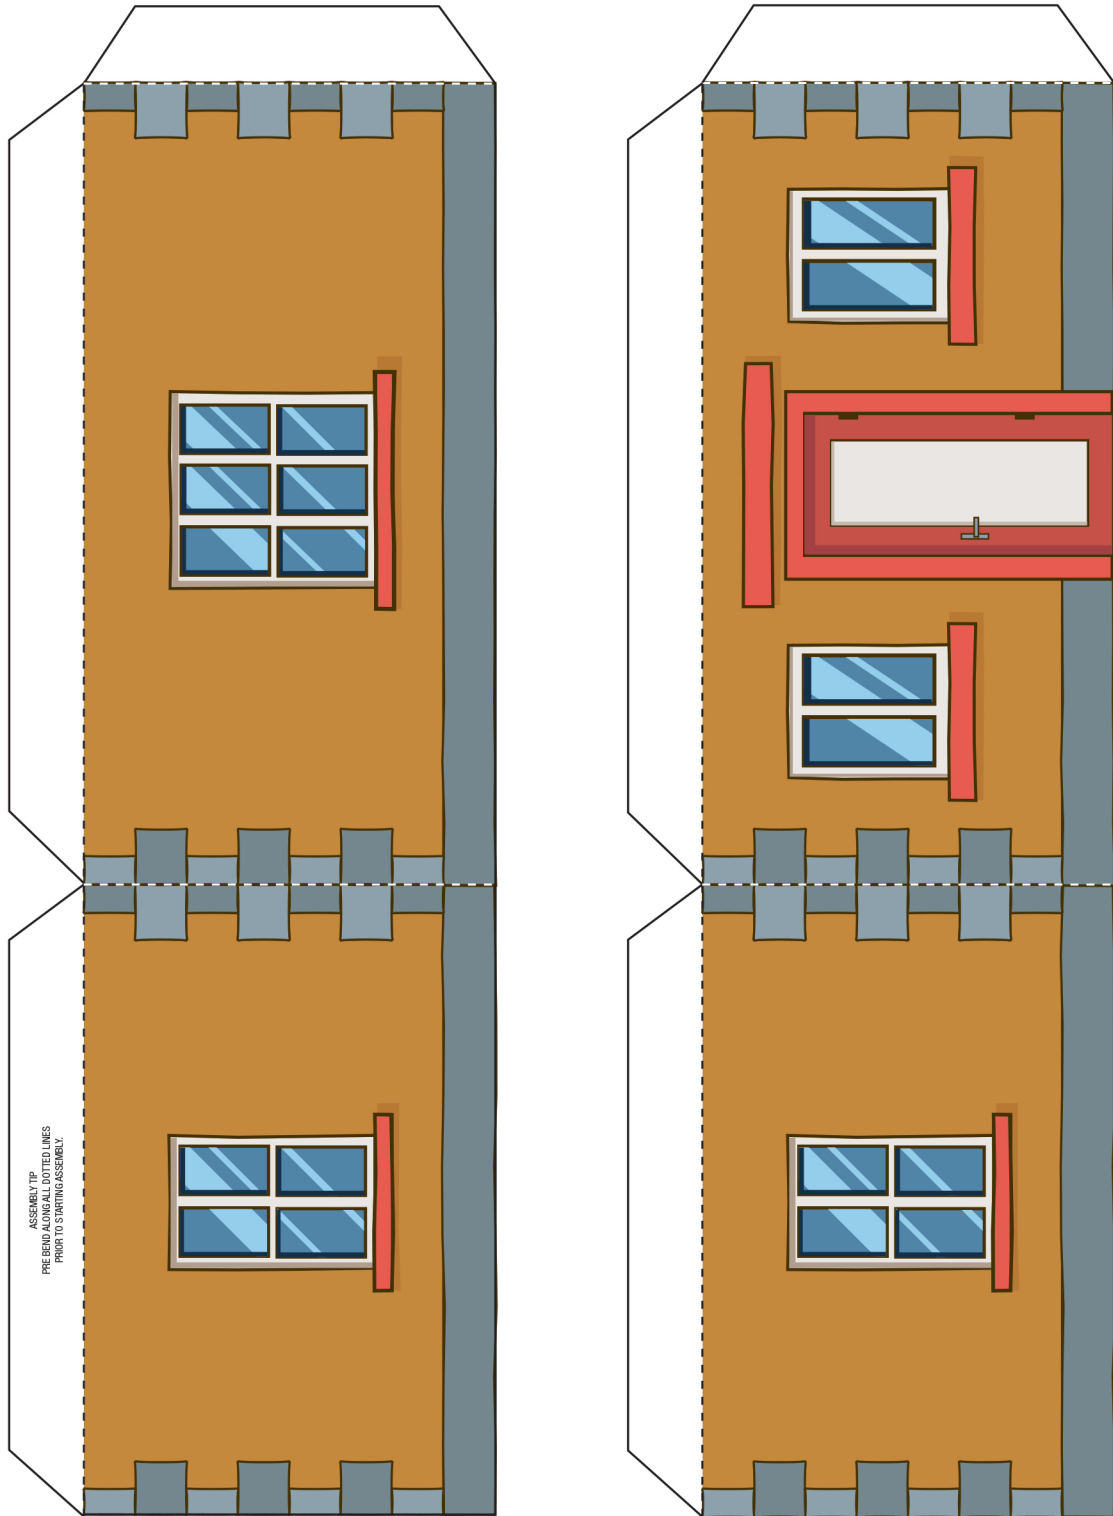 ASSEMBLY TIP
PRE BEND ALONG ALL DOTTED LINES
PRIOR TO STARTING ASSEMBLY.